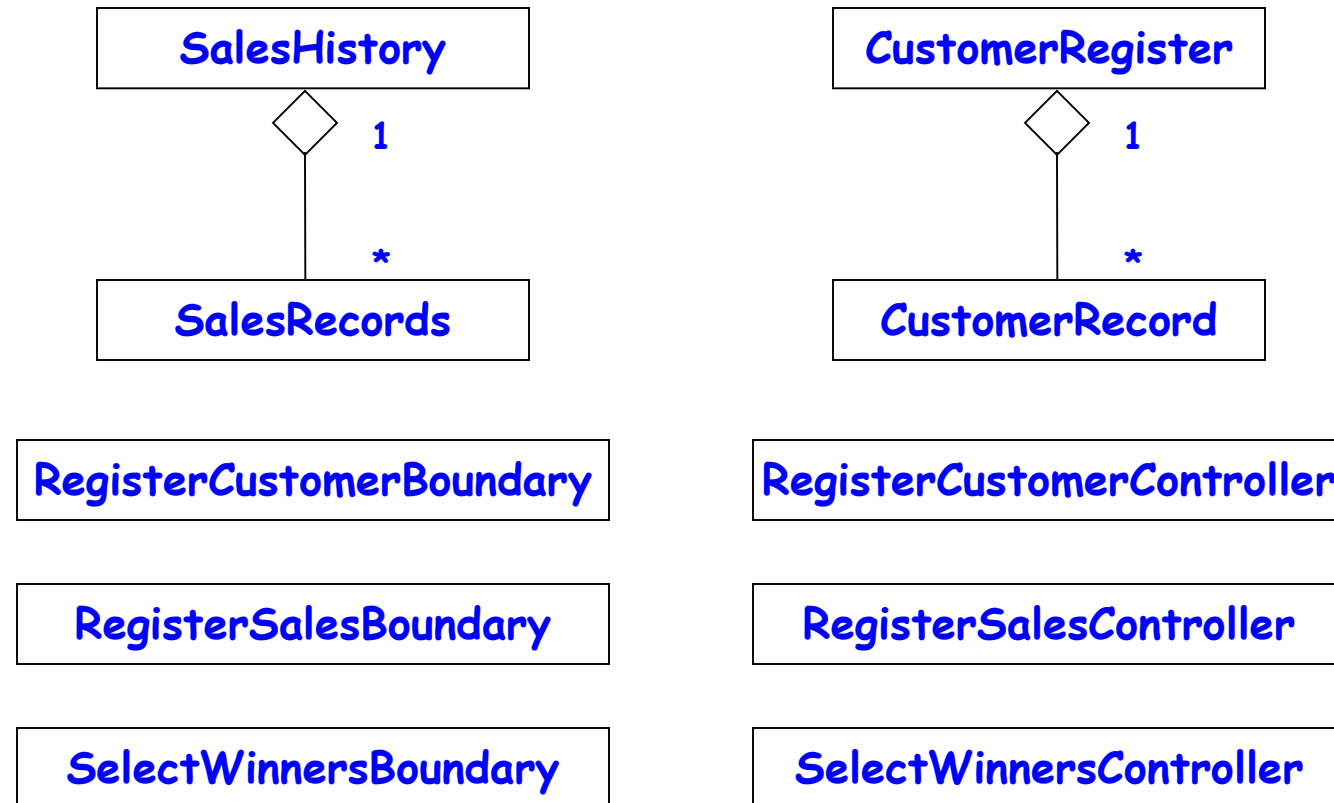 SalesHistory
CustomerRegister
1
1
*
*
SalesRecords
CustomerRecord
RegisterCustomerBoundary
RegisterCustomerController
RegisterSalesBoundary
RegisterSalesController
SelectWinnersBoundary
SelectWinnersController